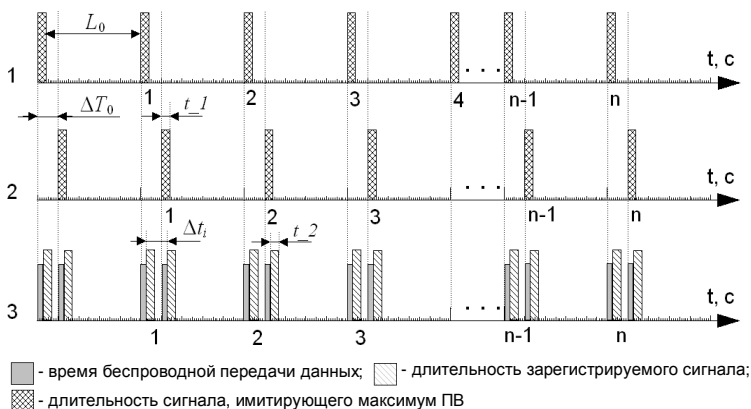 L₀
t, с
1
1 2 3 4 . . . n-1 n
ΔT₀ t_1
t, с
2
1 2 3 . . . n-1 n
Δtᵢ t_2
t, с
3
1 2 3 . . . n-1 n
- время беспроводной передачи данных; - длительность зарегистрируемого сигнала;
- длительность сигнала, имитирующего максимум ПВ